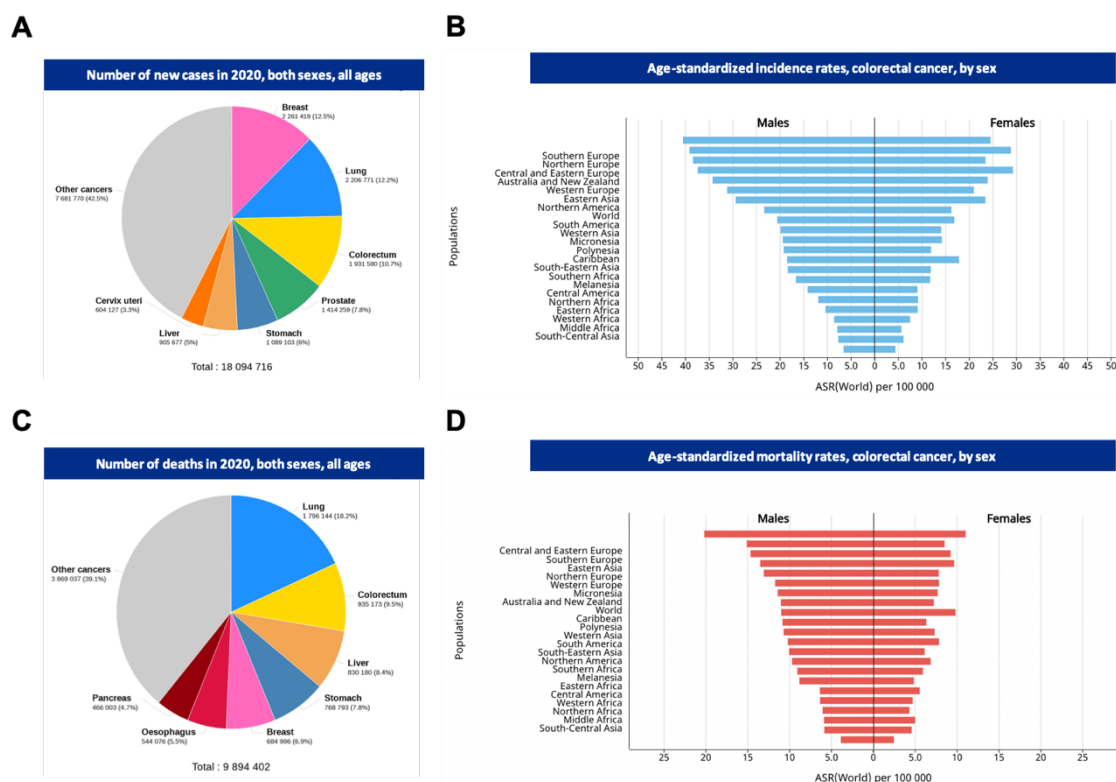 A
Number of new cases in 2020, both sexes, all ages
Breast
2 261 419 (12.5%)
Lung
2 206 771 (12.2%)
Colorectum
1 931 590 (10.7%)
Prostate
1 414 259 (7.8%)
Stomach
1 089 103 (6%)
Liver
905 677 (5%)
Cervix uteri
604 127 (3.3%)
Other cancers
7 681 770 (42.5%)
Total : 18 094 716
B
Age-standardized incidence rates, colorectal cancer, by sex
Males
Females
Populations
Southern Europe
Northern Europe
Central and Eastern Europe
Australia and New Zealand
Western Europe
Eastern Asia
Northern America
World
South America
Western Asia
Micronesia
Polynesia
Caribbean
South-Eastern Asia
Southern Africa
Melanesia
Central America
Northern Africa
Eastern Africa
Western Africa
Middle Africa
South-Central Asia
50 45 40 35 30 25 20 15 10 5 0 5 10 15 20 25 30 35 40 45 50
ASR(World) per 100 000
C
Number of deaths in 2020, both sexes, all ages
Lung
1 796 144 (18.2%)
Colorectum
935 173 (9.5%)
Liver
830 180 (8.4%)
Stomach
768 793 (7.8%)
Breast
684 996 (6.9%)
Oesophagus
544 076 (5.5%)
Pancreas
466 003 (4.7%)
Other cancers
3 869 037 (39.1%)
Total : 9 894 402
D
Age-standardized mortality rates, colorectal cancer, by sex
Males
Females
Populations
Central and Eastern Europe
Southern Europe
Eastern Asia
Northern Europe
Western Europe
Micronesia
Australia and New Zealand
World
Caribbean
Polynesia
Western Asia
South America
South-Eastern Asia
Northern America
Southern Africa
Melanesia
Eastern Africa
Central America
Western Africa
Northern Africa
Middle Africa
South-Central Asia
25 20 15 10 5 0 5 10 15 20 25
ASR(World) per 100 000